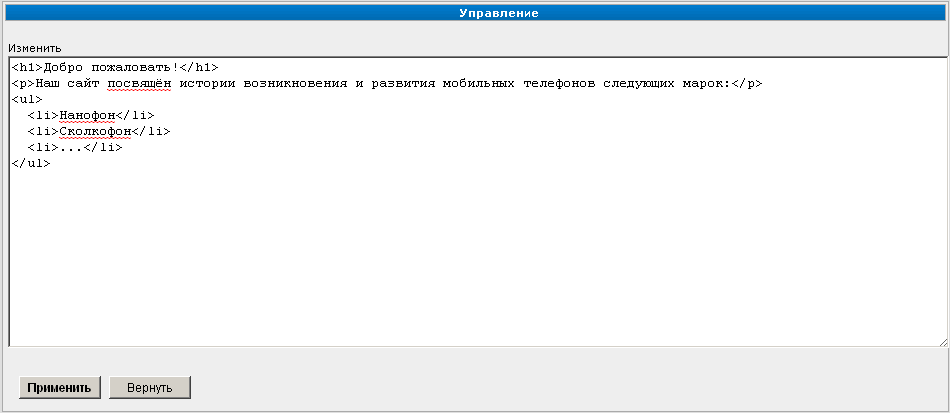 Управление
Изменить
<h1>Добро пожаловать!</h1>
<p>Наш сайт посвящён истории возникновения и развития мобильных телефонов следующих марок:</p>
<ul>
  <li>Нанофон</li>
  <li>Сколкофон</li>
  <li>...</li>
</ul>
Применить Вернуть